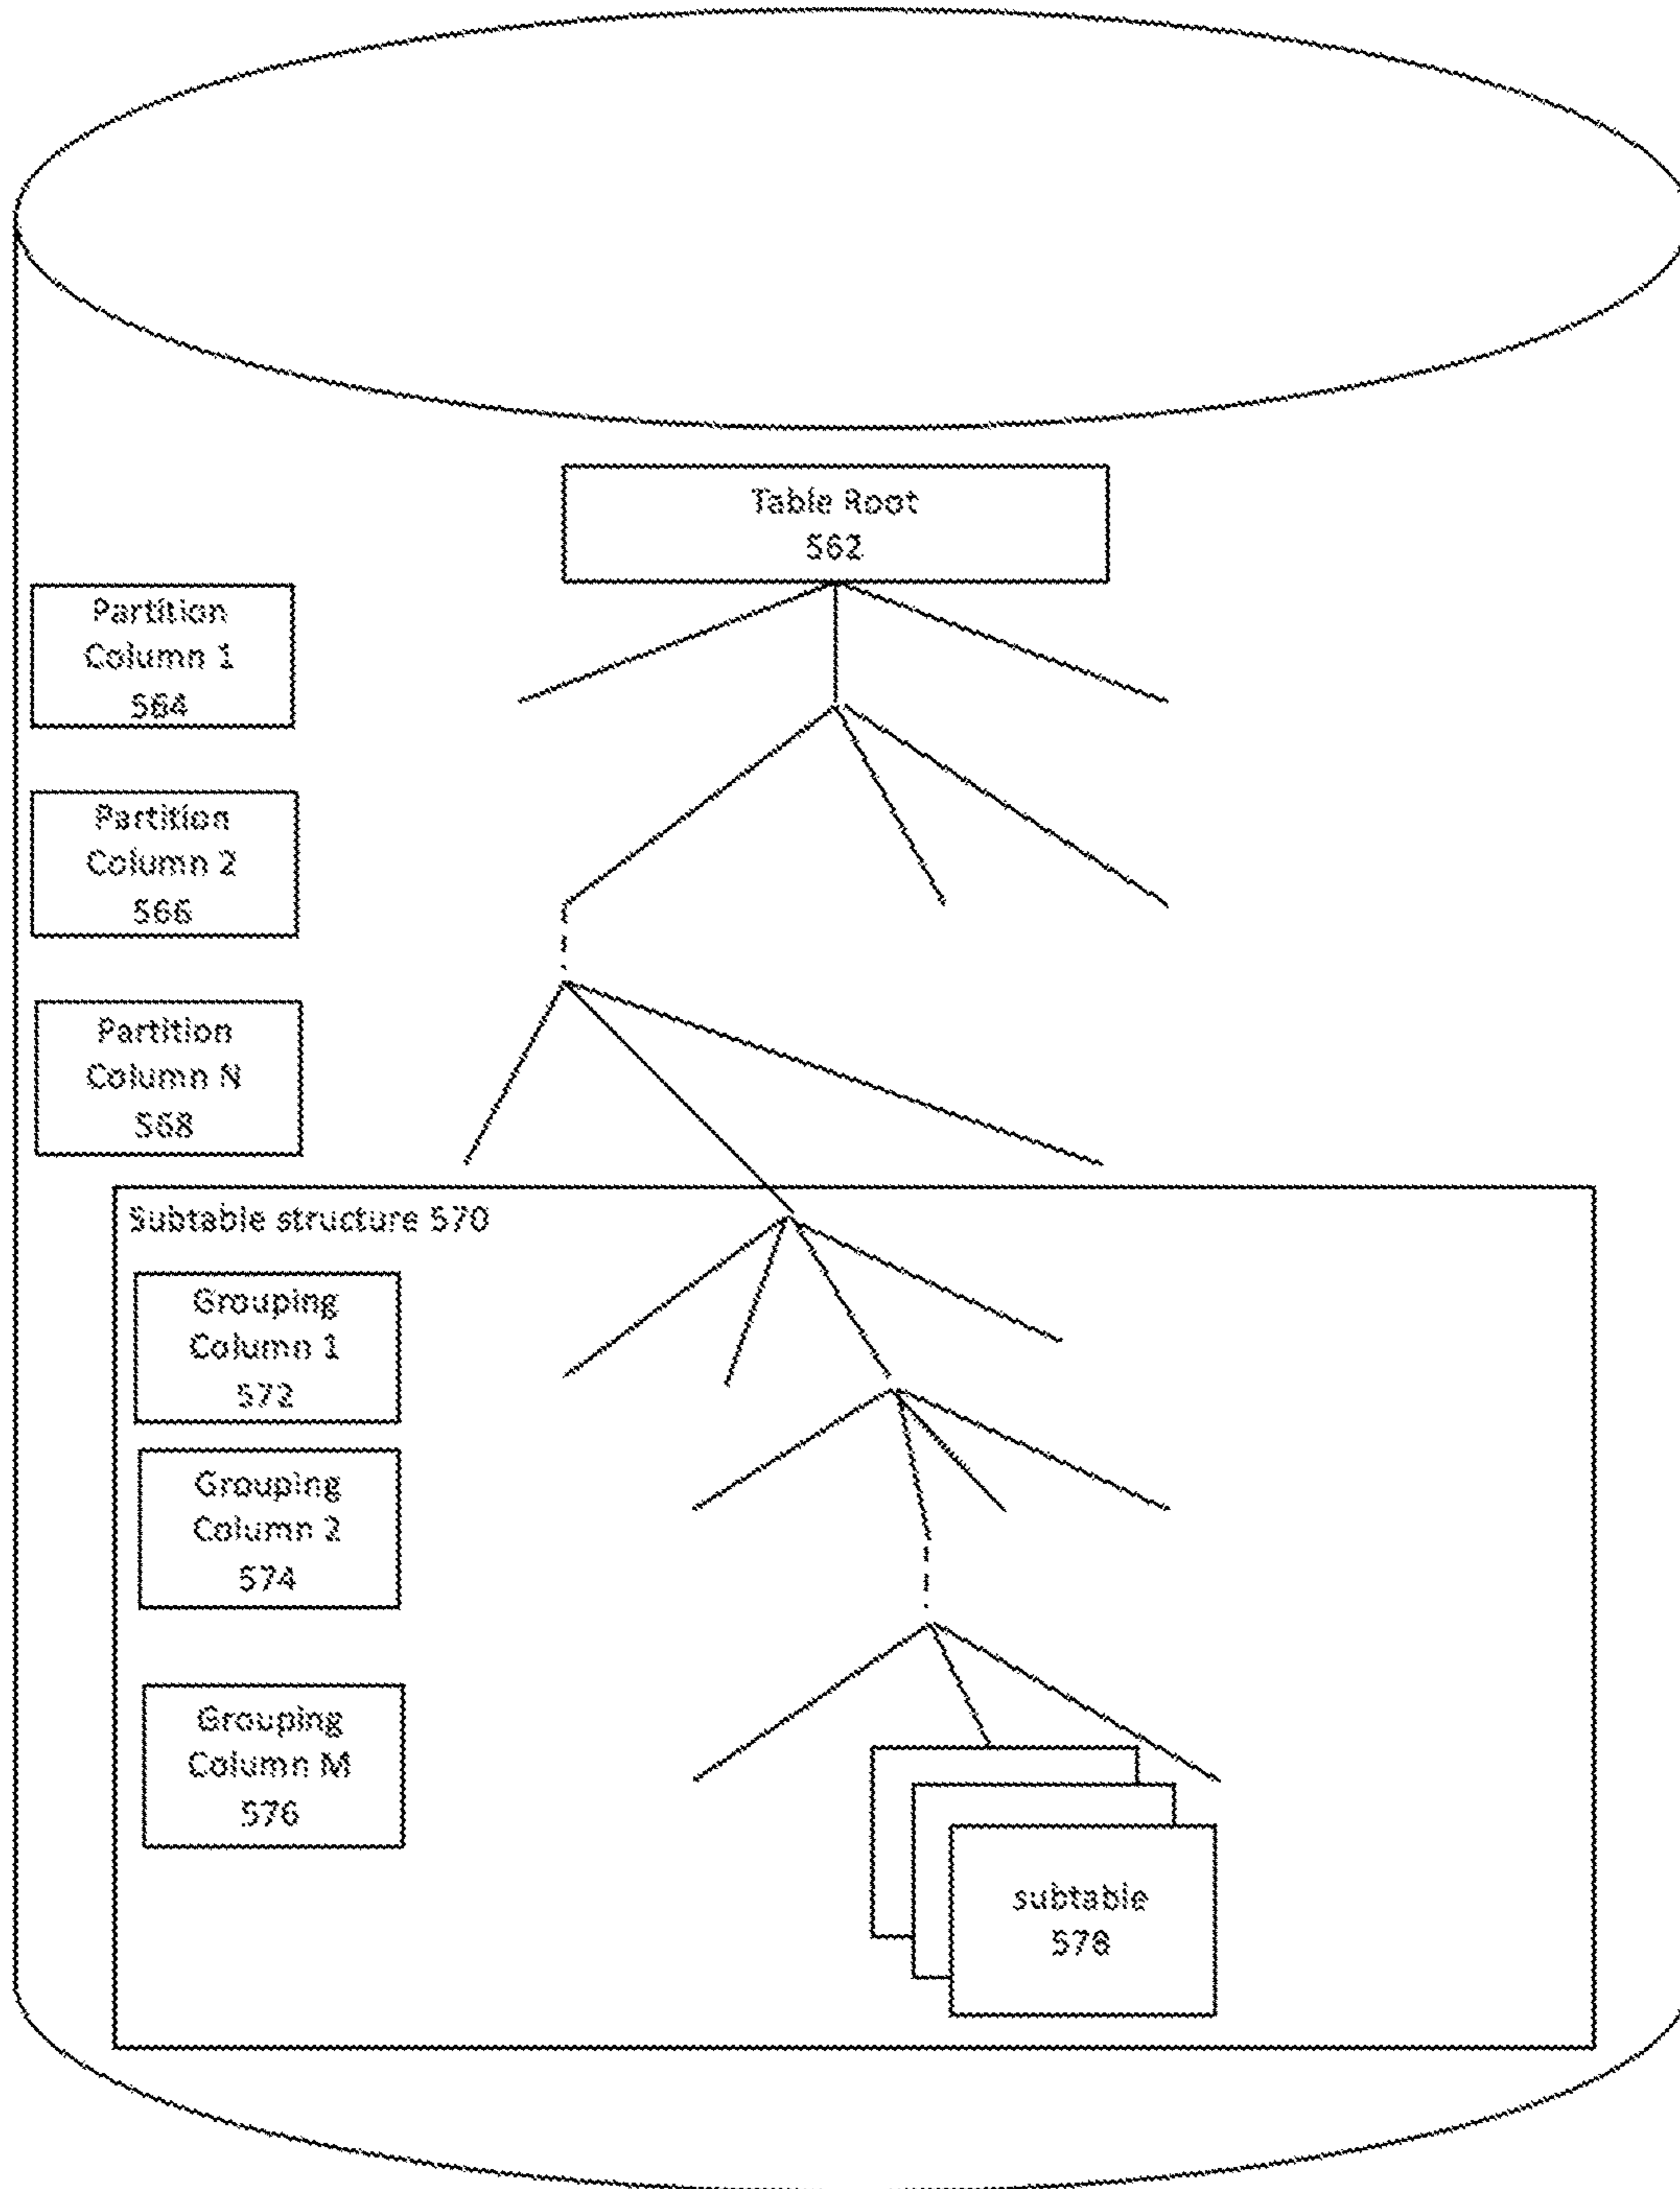 Table Root
562
Partition
Column 1
564
Partition
Column 2
566
Partition
Column N
568
Subtable structure 570
Grouping
Column 1
572
Grouping
Column 2
574
Grouping
Column M
576
subtable
578